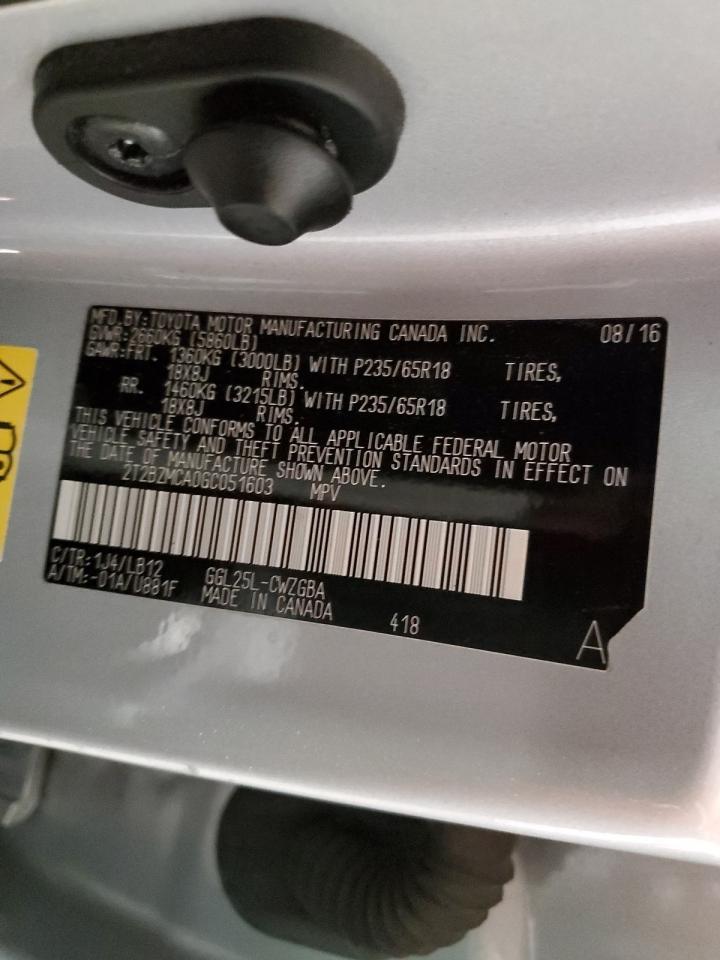 MFD.BY:TOYOTA MOTOR MANUFACTURING CANADA INC. 08/16
GVWR:2660KG (5860LB)
GAWR:FRT. 1360KG (3000LB) WITH P235/65R18 TIRES,
18X8J RIMS.
RR. 1460KG (3215LB) WITH P235/65R18 TIRES,
18X8J RIMS.
THIS VEHICLE CONFORMS TO ALL APPLICABLE FEDERAL MOTOR
VEHICLE SAFETY AND THEFT PREVENTION STANDARDS IN EFFECT ON
THE DATE OF MANUFACTURE SHOWN ABOVE.
2T2BZMCA0GC051603 MPV
C/TR:1J4/LB12 GGL25L-CWZGBA
A/TM:-01A/U881F MADE IN CANADA 418
A